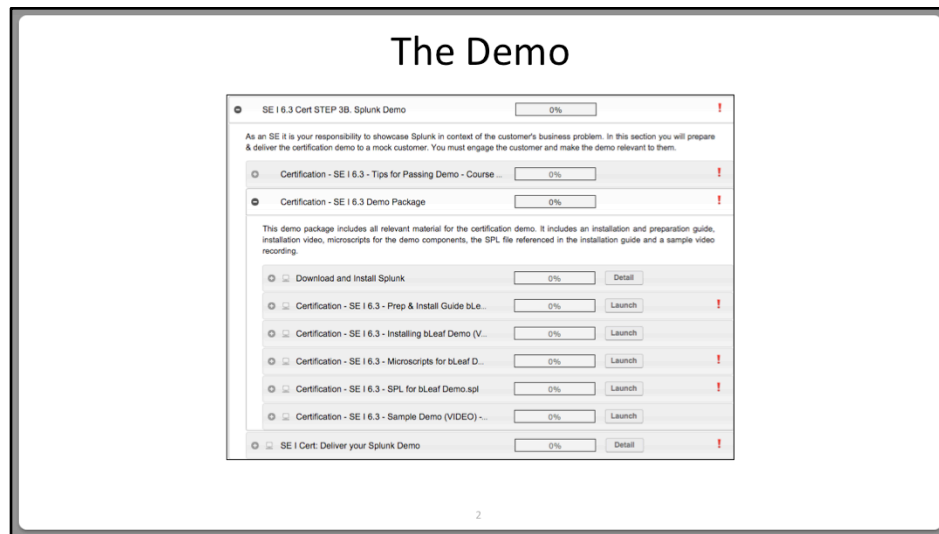 The Demo
SE I 6.3 Cert STEP 3B. Splunk Demo 0% !
As an SE it is your responsibility to showcase Splunk in context of the customer's business problem. In this section you will prepare
& deliver the certification demo to a mock customer. You must engage the customer and make the demo relevant to them.
Certification - SE I 6.3 - Tips for Passing Demo - Course ... 0% !
Certification - SE I 6.3 Demo Package 0% !
This demo package includes all relevant material for the certification demo. It includes an installation and preparation guide,
installation video, microscripts for the demo components, the SPL file referenced in the installation guide and a sample video
recording.
Download and Install Splunk 0% Detail
Certification - SE I 6.3 - Prep & Install Guide bLe... 0% Launch !
Certification - SE I 6.3 - Installing bLeaf Demo (V... 0% Launch
Certification - SE I 6.3 - Microscripts for bLeaf D... 0% Launch !
Certification - SE I 6.3 - SPL for bLeaf Demo.spl 0% Launch !
Certification - SE I 6.3 - Sample Demo (VIDEO) -... 0% Launch
SE I Cert: Deliver your Splunk Demo 0% Detail !
2